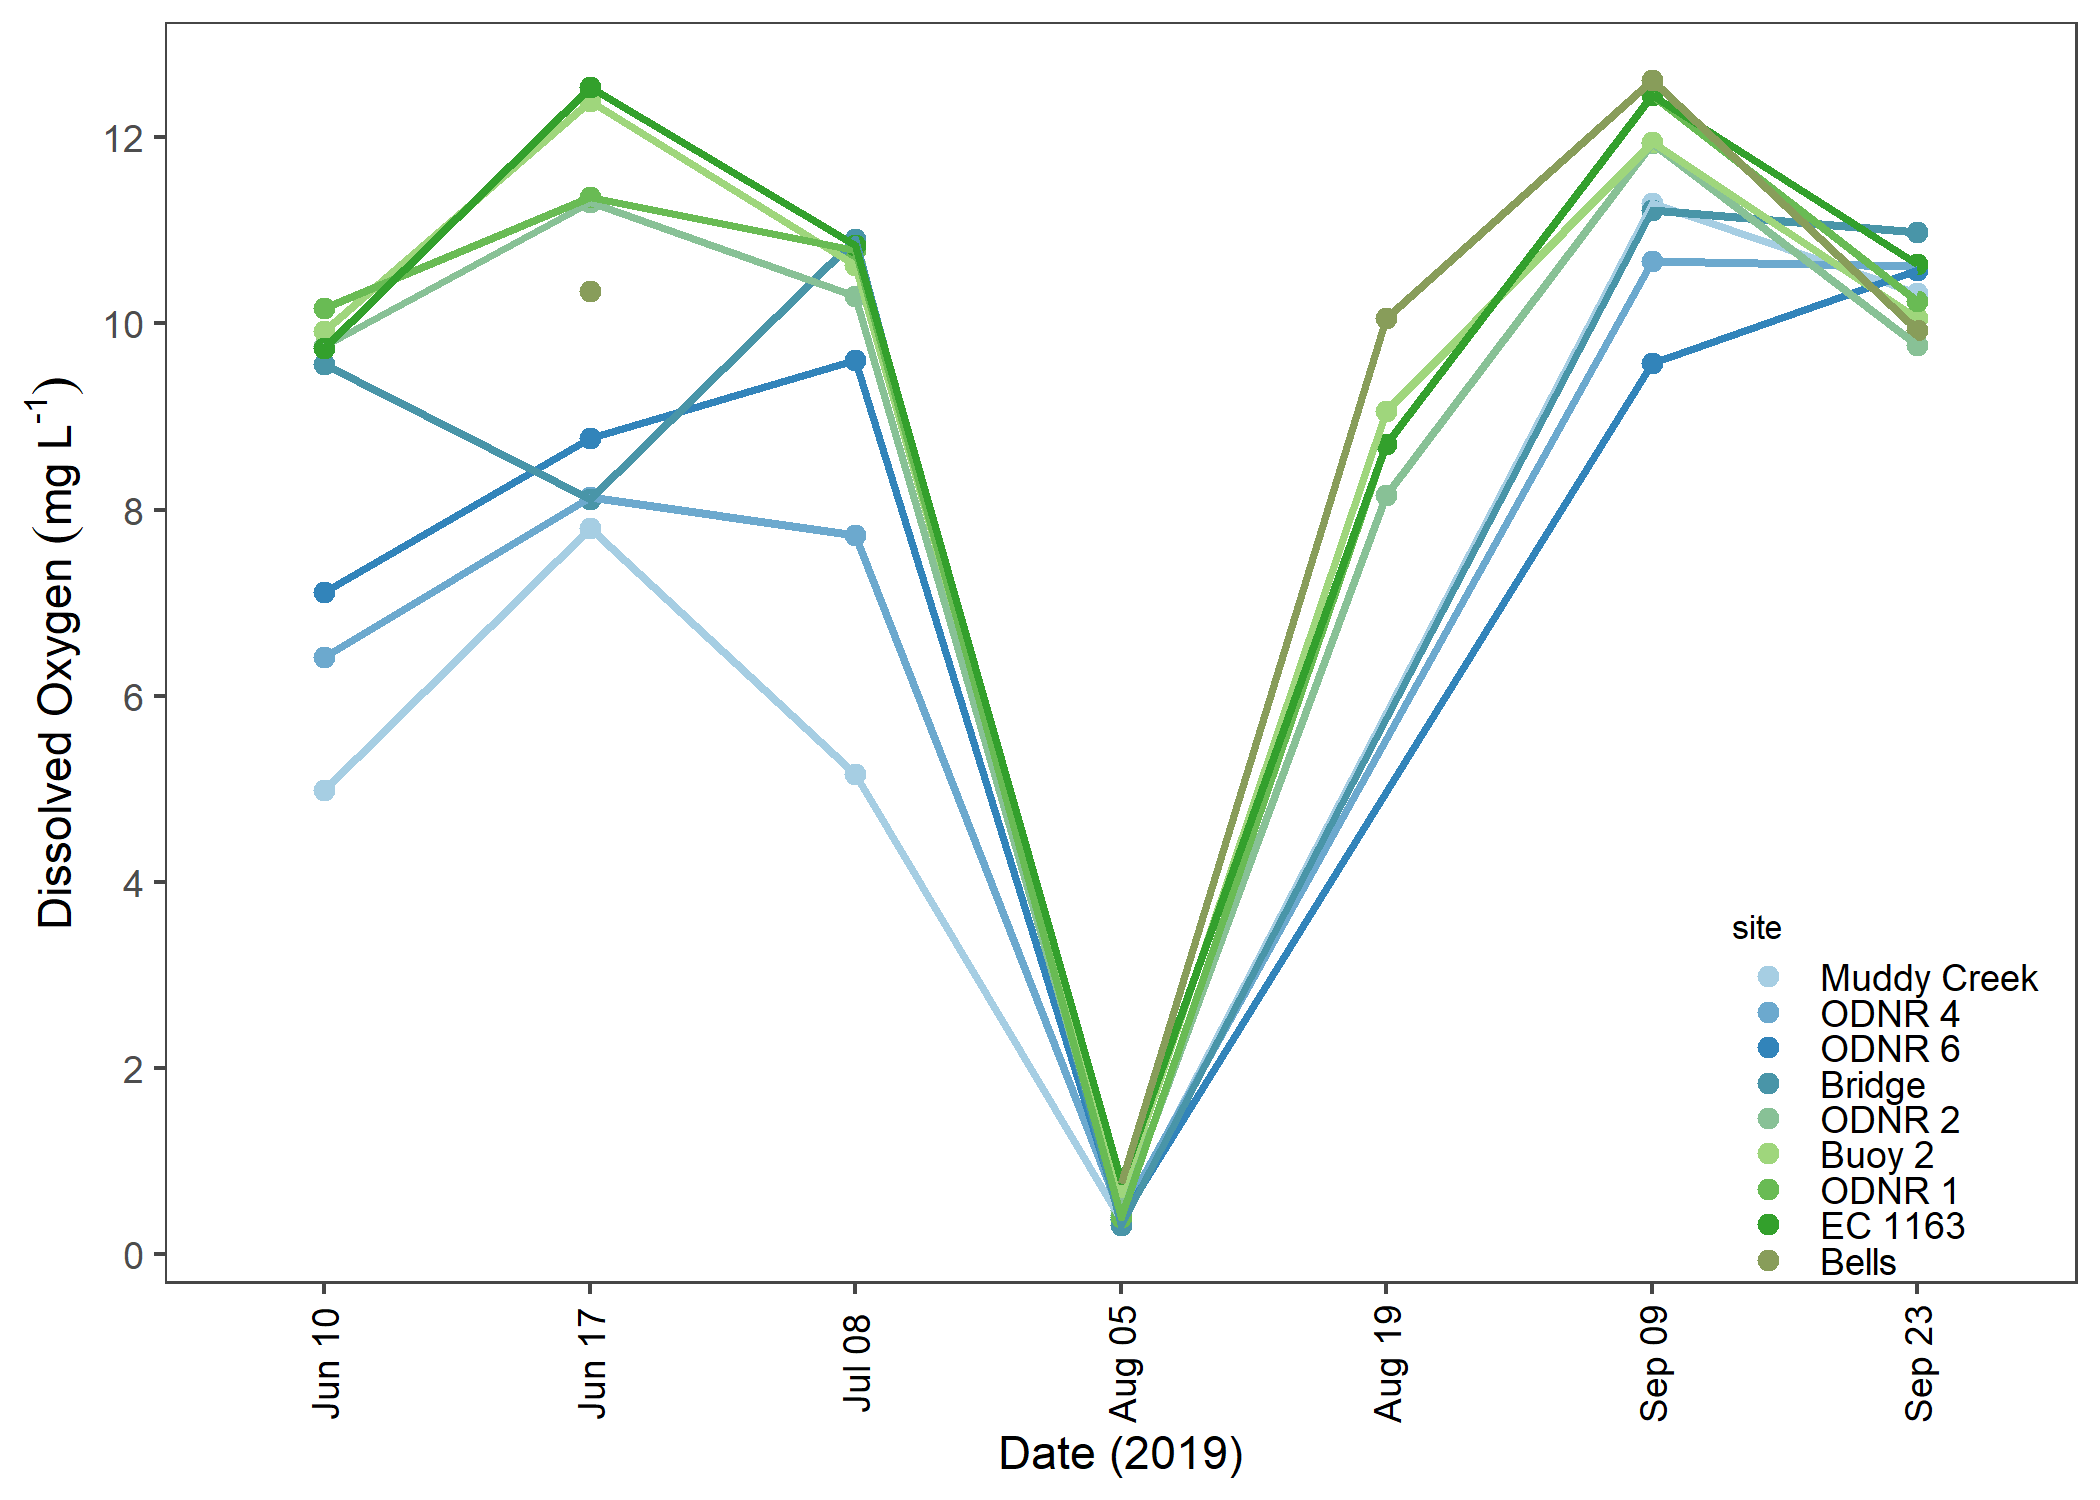 Dissolved Oxygen (mg L-1)
12
10
8
6
4
2
0
site
Muddy Creek
ODNR 4
ODNR 6
Bridge
ODNR 2
Buoy 2
ODNR 1
EC 1163
Bells
Jun 10
Jun 17
Jul 08
Aug 05
Aug 19
Sep 09
Sep 23
Date (2019)